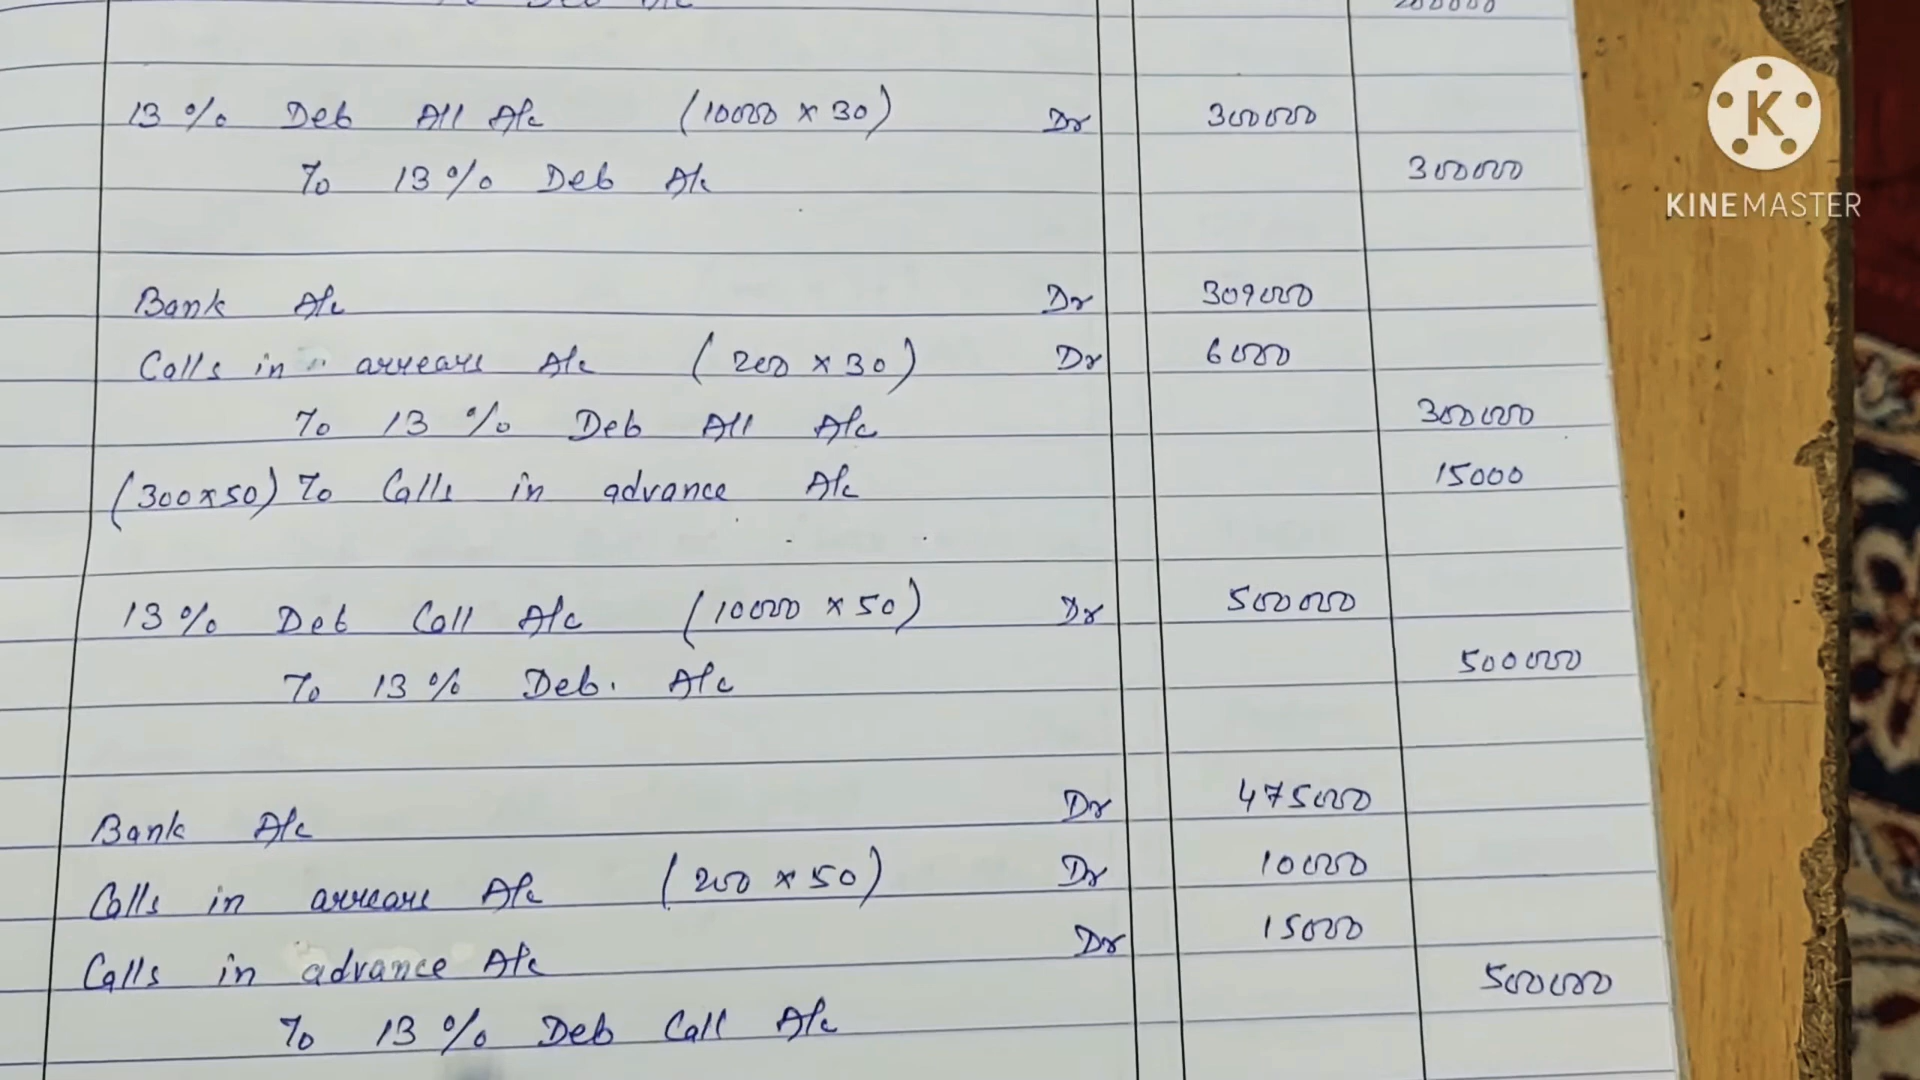 200000
13% Deb All A/c (10000 × 30) Dr 300000
To 13% Deb A/c 300000
Bank A/c Dr 309000
Calls in arrears A/c (200 × 30) Dr 6000
To 13% Deb All A/c 300000
(300×50) To Calls in advance A/c 15000
13% Deb Call A/c (10000 × 50) Dr 500000
To 13% Deb. A/c 500000
Bank A/c Dr 475000
Calls in arrears A/c (200 × 50) Dr 10000
Calls in advance A/c Dr 15000
To 13% Deb Call A/c 500000
K
KINEMASTER